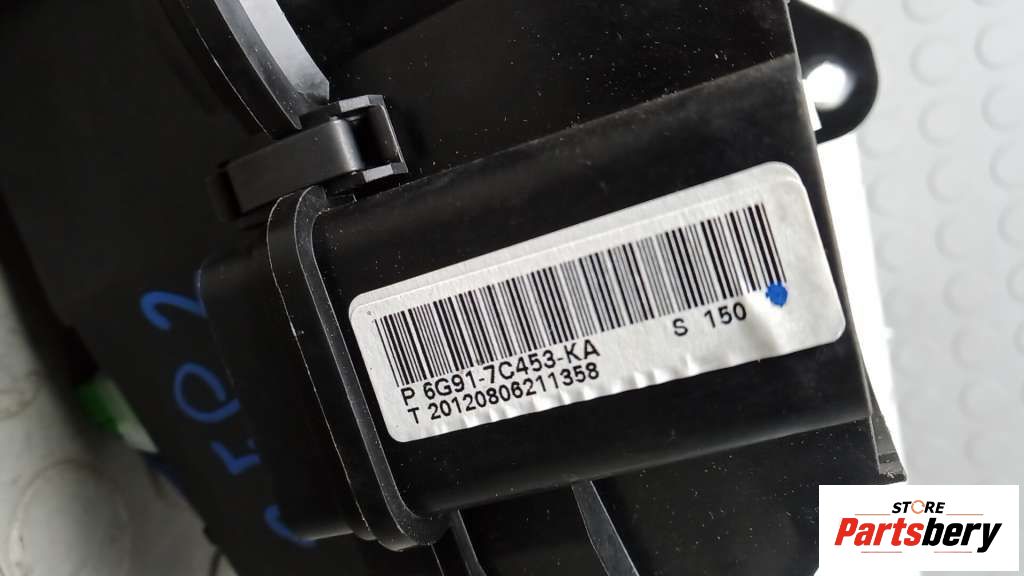 P 6G91-7C453-KA
S 150
T 20120806211358
STORE
Partsbery